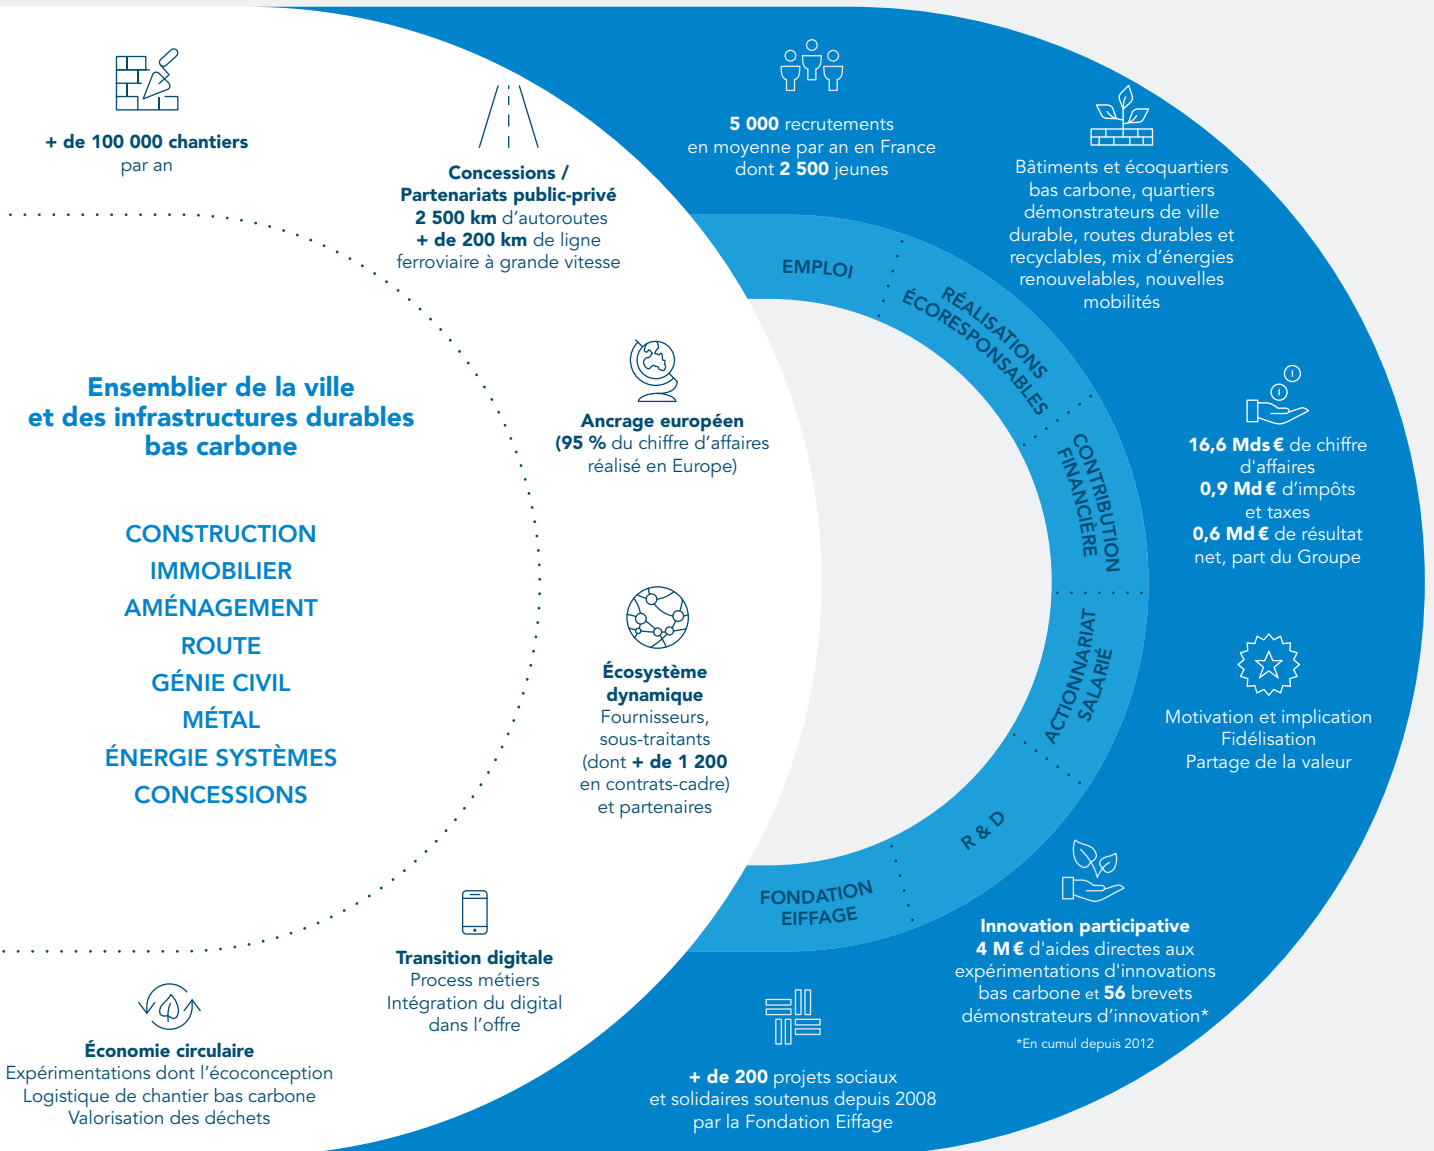 + de 100 000 chantiers
par an
Concessions /
Partenariats public-privé
2 500 km d'autoroutes
+ de 200 km de ligne
ferroviaire à grande vitesse
Ensemblier de la ville
et des infrastructures durables
bas carbone
CONSTRUCTION
IMMOBILIER
AMÉNAGEMENT
ROUTE
GÉNIE CIVIL
MÉTAL
ÉNERGIE SYSTÈMES
CONCESSIONS
Ancrage européen
(95 % du chiffre d'affaires
réalisé en Europe)
Écosystème
dynamique
Fournisseurs,
sous-traitants
(dont + de 1 200
en contrats-cadre)
et partenaires
Transition digitale
Process métiers
Intégration du digital
dans l'offre
Économie circulaire
Expérimentations dont l'écoconception
Logistique de chantier bas carbone
Valorisation des déchets
EMPLOI
RÉALISATIONS
ÉCORESPONSABLES
CONTRIBUTION
FINANCIÈRE
ACTIONNARIAT
SALARIÉ
R & D
FONDATION
EIFFAGE
5 000 recrutements
en moyenne par an en France
dont 2 500 jeunes
Bâtiments et écoquartiers
bas carbone, quartiers
démonstrateurs de ville
durable, routes durables et
recyclables, mix d'énergies
renouvelables, nouvelles
mobilités
16,6 Mds € de chiffre
d'affaires
0,9 Md € d'impôts
et taxes
0,6 Md € de résultat
net, part du Groupe
Motivation et implication
Fidélisation
Partage de la valeur
Innovation participative
4 M € d'aides directes aux
expérimentations d'innovations
bas carbone et 56 brevets
démonstrateurs d'innovation*
*En cumul depuis 2012
+ de 200 projets sociaux
et solidaires soutenus depuis 2008
par la Fondation Eiffage